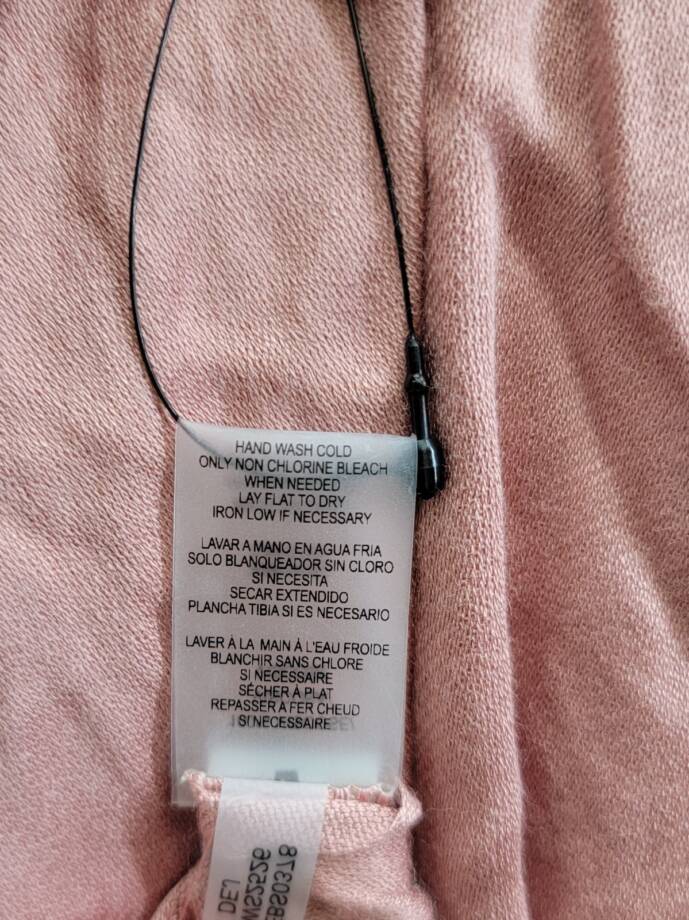 HAND WASH COLD
ONLY NON CHLORINE BLEACH
WHEN NEEDED
LAY FLAT TO DRY
IRON LOW IF NECESSARY
LAVAR A MANO EN AGUA FRIA
SOLO BLANQUEADOR SIN CLORO
SI NECESITA
SECAR EXTENDIDO
PLANCHA TIBIA SI ES NECESARIO
LAVER À LA MAIN À L'EAU FROIDE
BLANCHIR SANS CHLORE
SI NECESSAIRE
SÉCHER À PLAT
REPASSER A FER CHEUD
SI NECESSAIRE